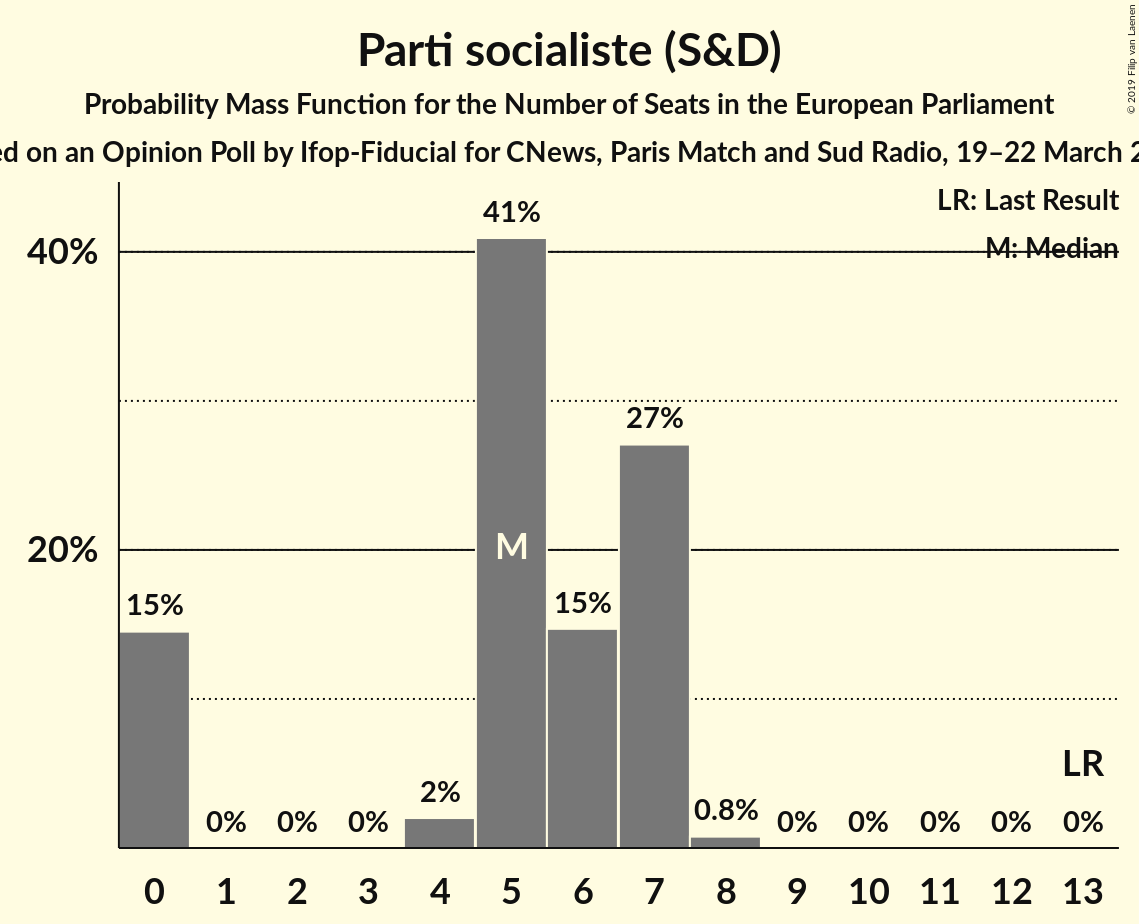 Parti socialiste (S&D)
Probability Mass Function for the Number of Seats in the European Parliament
on an Opinion Poll by Ifop-Fiducial for CNews, Paris Match and Sud Radio, 19–22 March
© 2019 Filip van Laenen
LR: Last Result
M: Median
40%
20%
41%
27%
15%
15%
2%
0.8%
0% 0% 0% 0% 0% 0% 0% 0%
M
LR
0 1 2 3 4 5 6 7 8 9 10 11 12 13